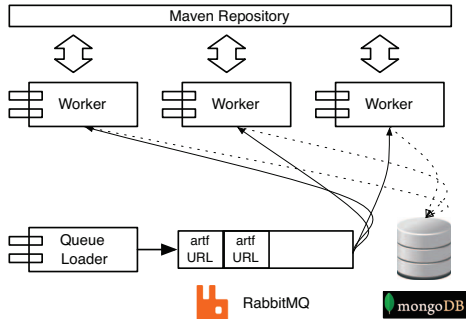 Maven Repository
Worker
Worker
Worker
Queue
Loader
artf
URL
artf
URL
RabbitMQ
mongoDB